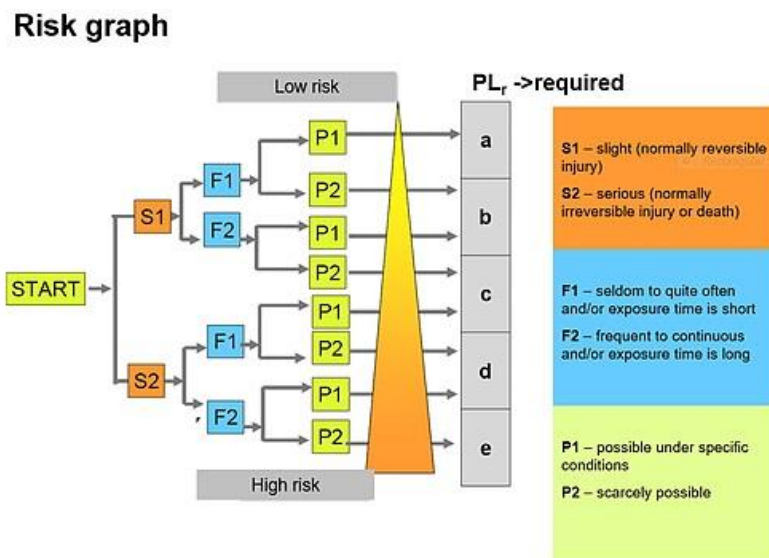 Risk graph
Low risk
PLr ->required
START
S1
S2
F1
F2
F1
F2
P1
P2
P1
P2
P1
P2
P1
P2
a
b
c
d
e
High risk
S1 – slight (normally reversible
injury)
S2 – serious (normally
irreversible injury or death)
F1 – seldom to quite often
and/or exposure time is short
F2 – frequent to continuous
and/or exposure time is long
P1 – possible under specific
conditions
P2 – scarcely possible